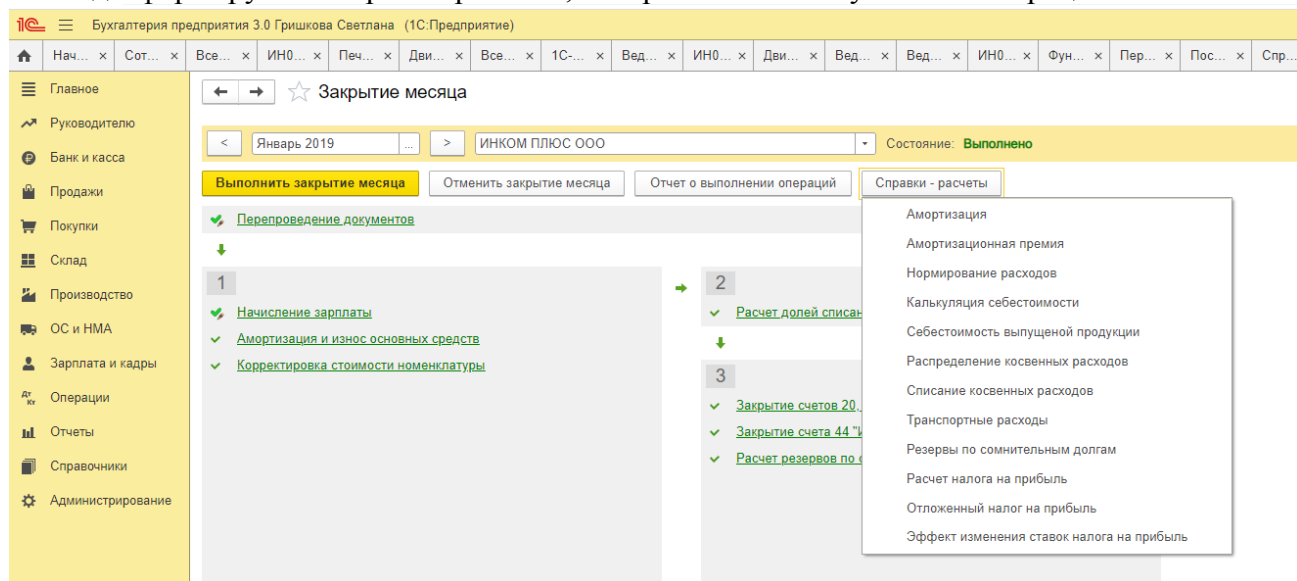 1С Бухгалтерия предприятия 3.0 Гришкова Светлана (1С:Предприятие)
Нач... × Сот... × Все... × ИН0... × Печ... × Дви... × Все... × 1С-... × Вед... × ИН0... × Дви... × Вед... × Вед... × ИН0... × Фун... × Пер... × Пос... × Спр...
Главное
Руководителю
Банк и касса
Продажи
Покупки
Склад
Производство
ОС и НМА
Зарплата и кадры
Операции
Отчеты
Справочники
Администрирование
Закрытие месяца
< Январь 2019 ... > ИНКОМ ПЛЮС ООО Состояние: Выполнено
Выполнить закрытие месяца Отменить закрытие месяца Отчет о выполнении операций Справки - расчеты
Перепроведение документов
1
Начисление зарплаты
Амортизация и износ основных средств
Корректировка стоимости номенклатуры
2
Расчет долей списан
3
Закрытие счетов 20,
Закрытие счета 44 "И
Расчет резервов по с
Амортизация
Амортизационная премия
Нормирование расходов
Калькуляция себестоимости
Себестоимость выпущеной продукции
Распределение косвенных расходов
Списание косвенных расходов
Транспортные расходы
Резервы по сомнительным долгам
Расчет налога на прибыль
Отложенный налог на прибыль
Эффект изменения ставок налога на прибыль